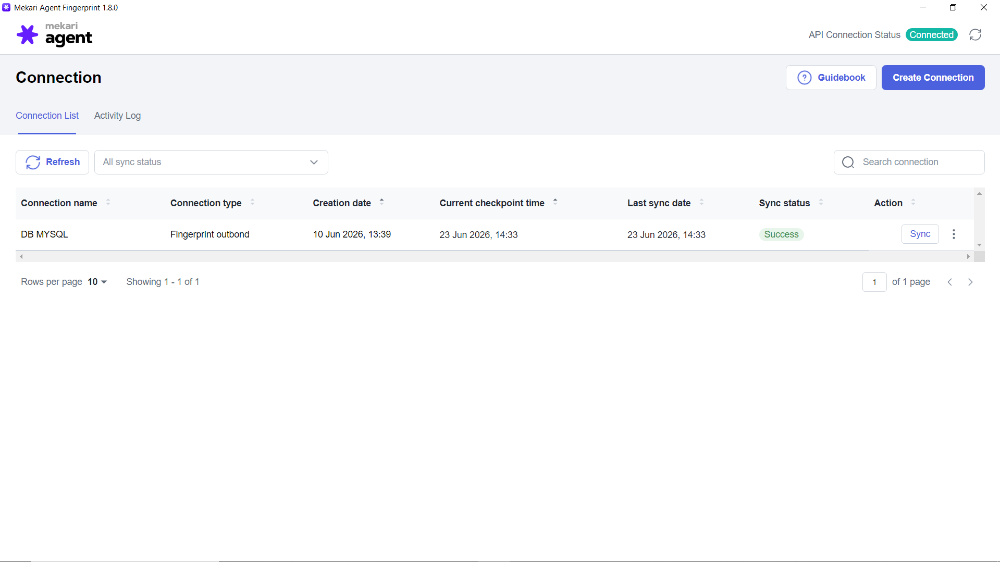 Mekari Agent Fingerprint 1.8.0
mekari
agent
API Connection Status Connected
Connection
Guidebook
Create Connection
Connection List
Activity Log
Refresh
All sync status
Search connection
Connection name Connection type Creation date Current checkpoint time Last sync date Sync status Action
DB MYSQL Fingerprint outbond 10 Jun 2026, 13:39 23 Jun 2026, 14:33 23 Jun 2026, 14:33 Success Sync
Rows per page 10 Showing 1 - 1 of 1 1 of 1 page